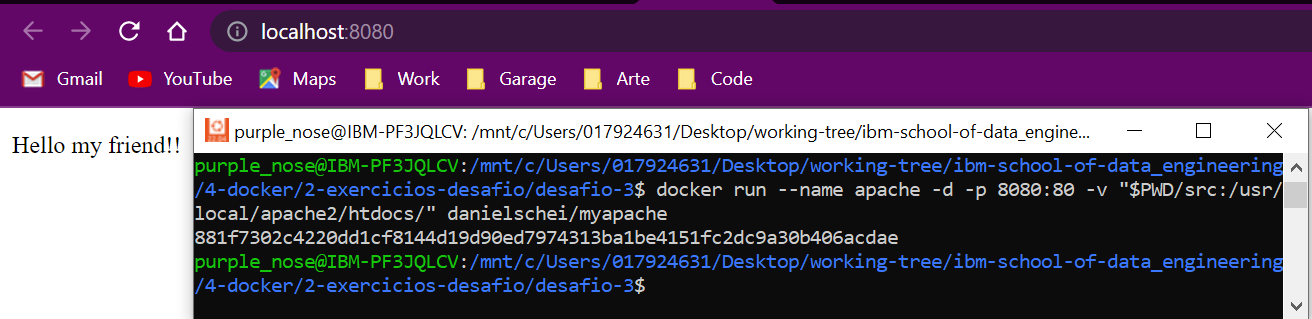 localhost:8080
Gmail YouTube Maps Work Garage Arte Code
Hello my friend!!
purple_nose@IBM-PF3JQLCV: /mnt/c/Users/017924631/Desktop/working-tree/ibm-school-of-data_engine...
purple_nose@IBM-PF3JQLCV:/mnt/c/Users/017924631/Desktop/working-tree/ibm-school-of-data_engineering
/4-docker/2-exercicios-desafio/desafio-3$ docker run --name apache -d -p 8080:80 -v "$PWD/src:/usr/
local/apache2/htdocs/" danielschei/myapache
881f7302c4220dd1cf8144d19d90ed7974313ba1be4151fc2dc9a30b406acdae
purple_nose@IBM-PF3JQLCV:/mnt/c/Users/017924631/Desktop/working-tree/ibm-school-of-data_engineering
/4-docker/2-exercicios-desafio/desafio-3$